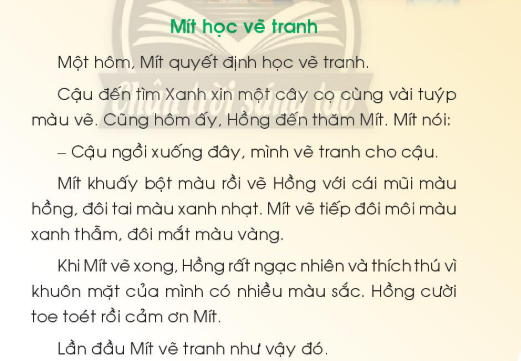 Mít học vẽ tranh
Một hôm, Mít quyết định học vẽ tranh.
Cậu đến tìm Xanh xin một cây cọ cùng vài tuýp
màu vẽ. Cũng hôm ấy, Hồng đến thăm Mít. Mít nói:
– Cậu ngồi xuống đây, mình vẽ tranh cho cậu.
Mít khuấy bột màu rồi vẽ Hồng với cái mũi màu
hồng, đôi tai màu xanh nhạt. Mít vẽ tiếp đôi môi màu
xanh thẫm, đôi mắt màu vàng.
Khi Mít vẽ xong, Hồng rất ngạc nhiên và thích thú vì
khuôn mặt của mình có nhiều màu sắc. Hồng cười
toe toét rồi cảm ơn Mít.
Lần đầu Mít vẽ tranh như vậy đó.
Chân trời sáng tạo